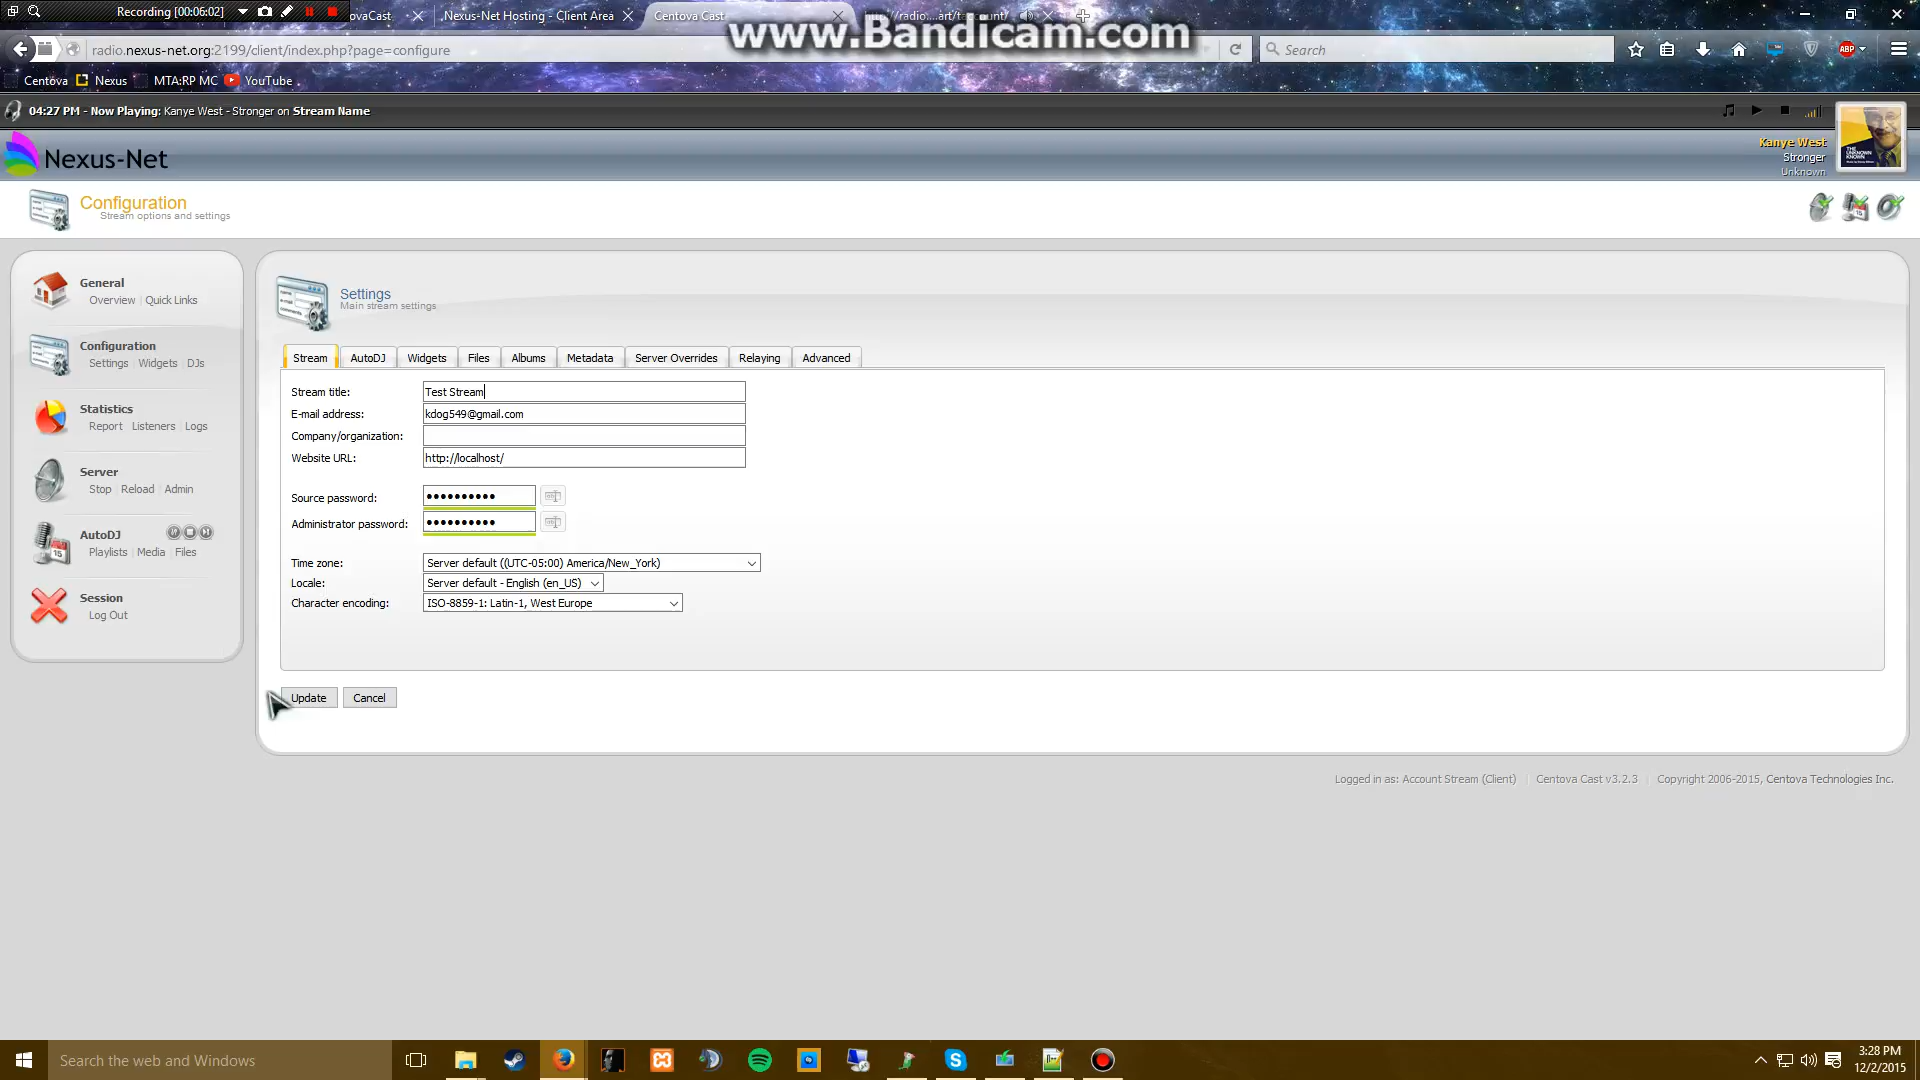 Recording [00:06:02]
ovaCast
Nexus-Net Hosting - Client Area
Centova Cast
www.Bandicam.com
radio.nexus-net.org:2199/client/index.php?page=configure
Search
ABP
Centova
Nexus
MTA:RP MC
YouTube
04:27 PM - Now Playing: Kanye West - Stronger on Stream Name
Nexus-Net
Kanye West
Stronger
Unknown
Configuration
Stream options and settings
General
Overview
Quick Links
Configuration
Settings
Widgets
DJs
Statistics
Report
Listeners
Logs
Server
Stop
Reload
Admin
AutoDJ
Playlists
Media
Files
Session
Log Out
Settings
Main stream settings
Stream
AutoDJ
Widgets
Files
Albums
Metadata
Server Overrides
Relaying
Advanced
Stream title: Test Stream
E-mail address: kdog549@gmail.com
Company/organization:
Website URL: http://localhost/
Source password: ••••••••••
Administrator password: ••••••••••
Time zone: Server default ((UTC-05:00) America/New_York)
Locale: Server default - English (en_US)
Character encoding: ISO-8859-1: Latin-1, West Europe
Update
Cancel
Logged in as: Account Stream (Client)
Centova Cast v3.2.3
Copyright 2006-2015, Centova Technologies Inc.
Search the web and Windows
3:28 PM
12/2/2015